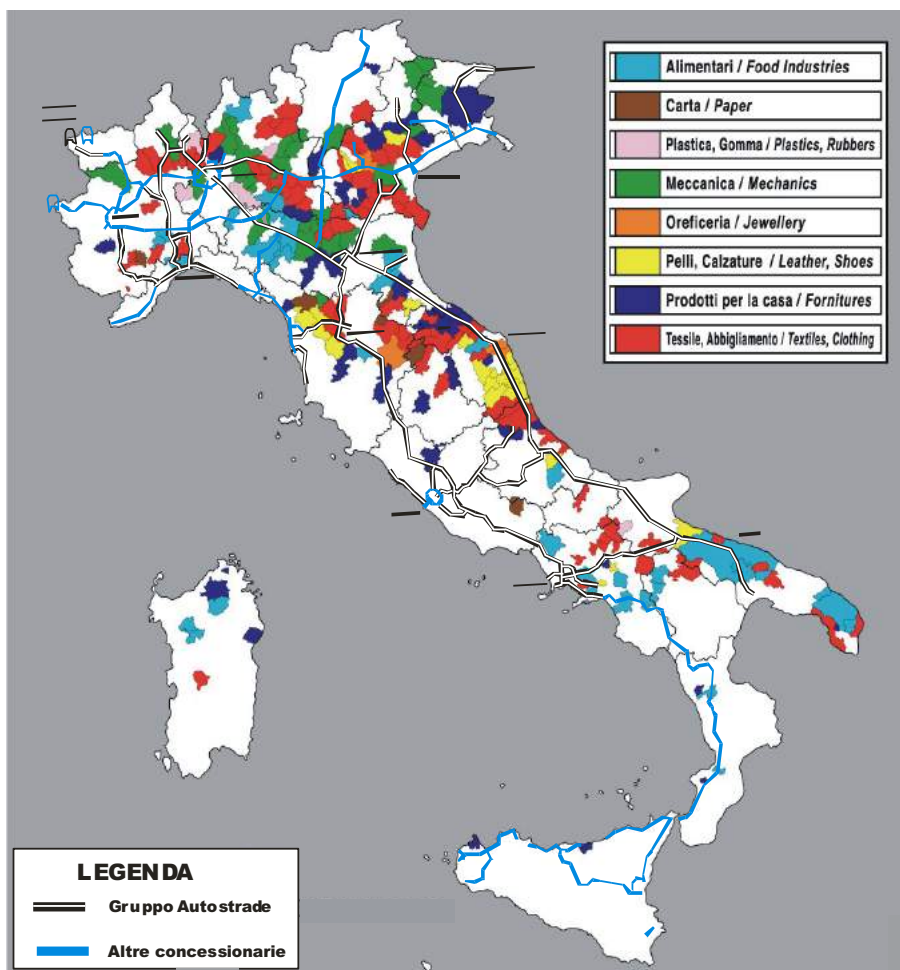 Alimentari / Food Industries
Carta / Paper
Plastica, Gomma / Plastics, Rubbers
Meccanica / Mechanics
Oreficeria / Jewellery
Pelli, Calzature / Leather, Shoes
Prodotti per la casa / Fornitures
Tessile, Abbigliamento / Textiles, Clothing
LEGENDA
Gruppo Autostrade
Altre concessionarie